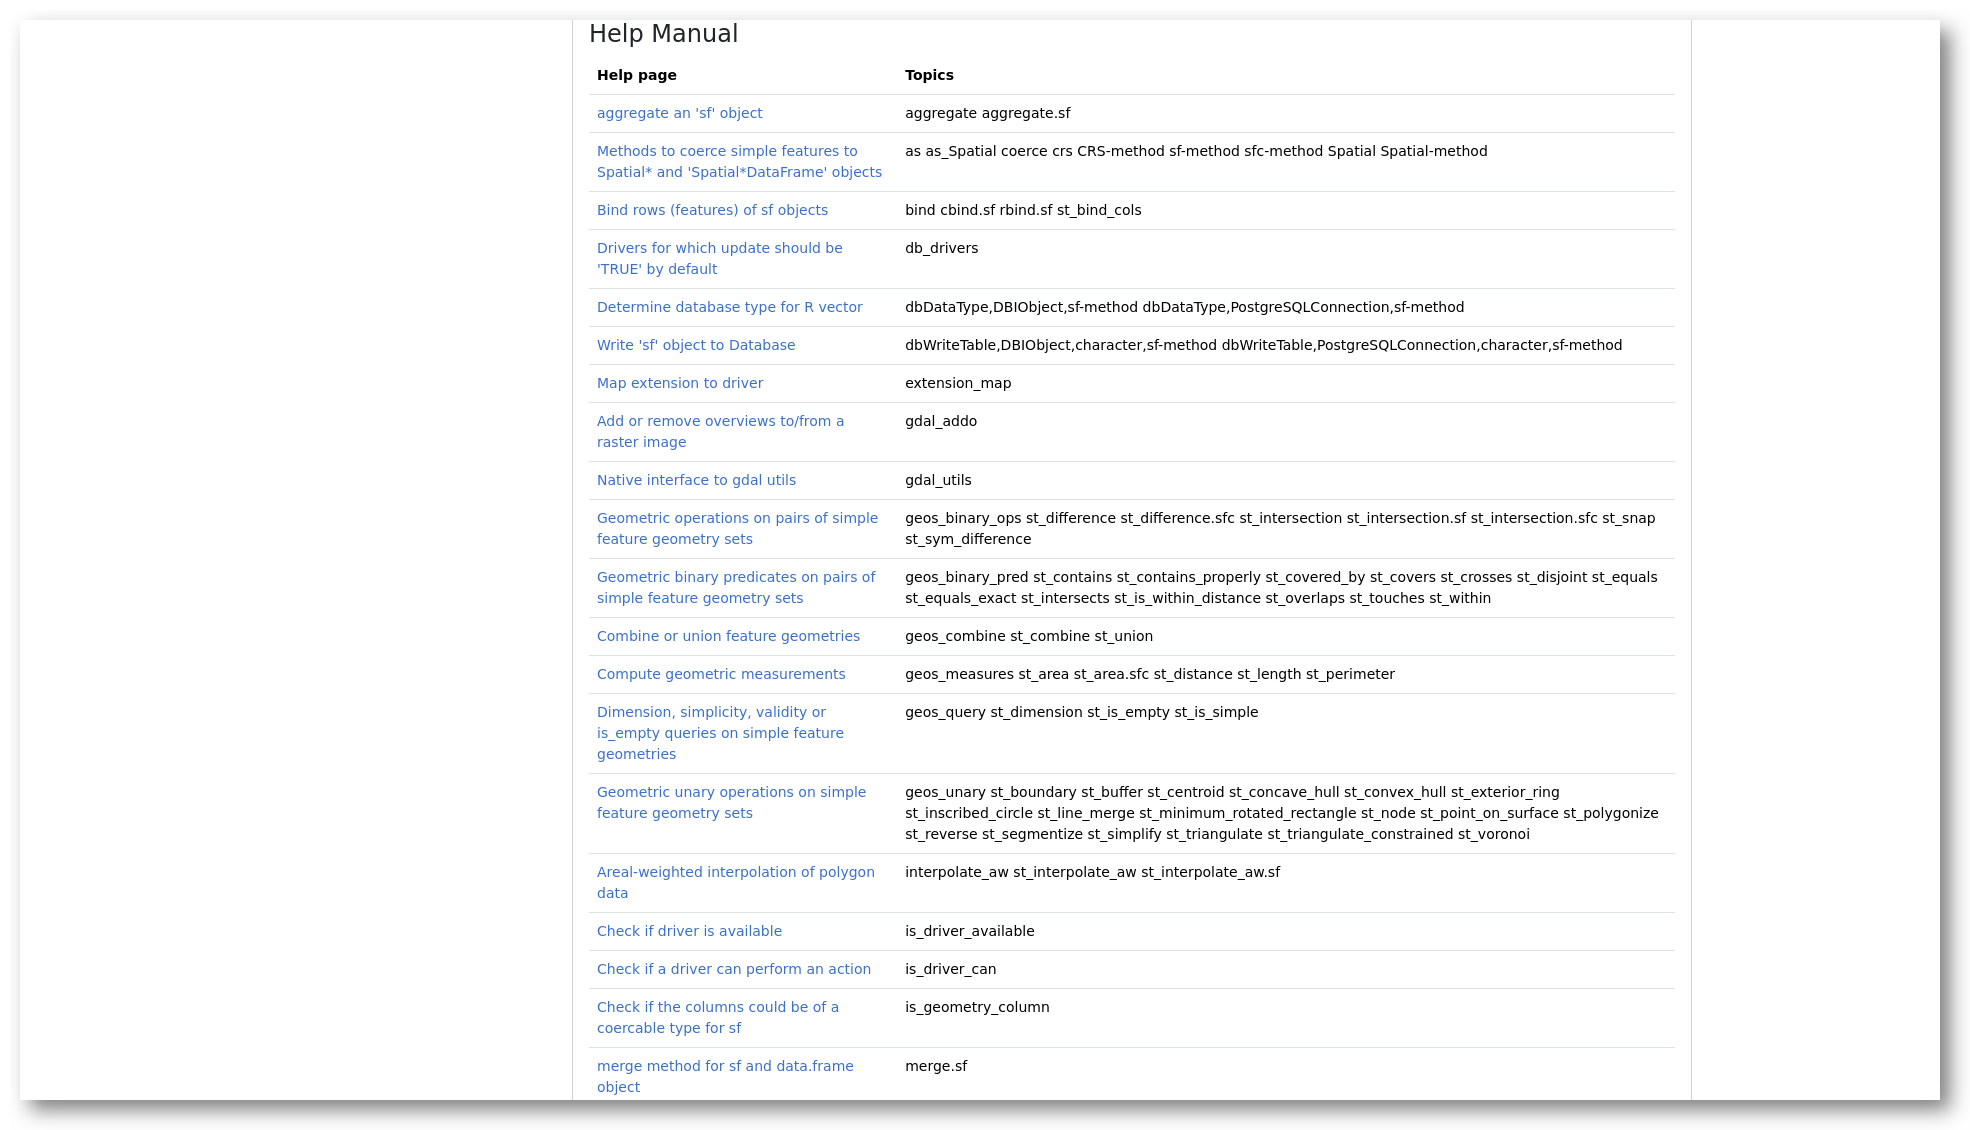 Help Manual
Help page Topics
aggregate an 'sf' object aggregate aggregate.sf
Methods to coerce simple features to as as_Spatial coerce crs CRS-method sf-method sfc-method Spatial Spatial-method
Spatial* and 'Spatial*DataFrame' objects
Bind rows (features) of sf objects bind cbind.sf rbind.sf st_bind_cols
Drivers for which update should be db_drivers
'TRUE' by default
Determine database type for R vector dbDataType,DBIObject,sf-method dbDataType,PostgreSQLConnection,sf-method
Write 'sf' object to Database dbWriteTable,DBIObject,character,sf-method dbWriteTable,PostgreSQLConnection,character,sf-method
Map extension to driver extension_map
Add or remove overviews to/from a gdal_addo
raster image
Native interface to gdal utils gdal_utils
Geometric operations on pairs of simple geos_binary_ops st_difference st_difference.sfc st_intersection st_intersection.sf st_intersection.sfc st_snap
feature geometry sets st_sym_difference
Geometric binary predicates on pairs of geos_binary_pred st_contains st_contains_properly st_covered_by st_covers st_crosses st_disjoint st_equals
simple feature geometry sets st_equals_exact st_intersects st_is_within_distance st_overlaps st_touches st_within
Combine or union feature geometries geos_combine st_combine st_union
Compute geometric measurements geos_measures st_area st_area.sfc st_distance st_length st_perimeter
Dimension, simplicity, validity or geos_query st_dimension st_is_empty st_is_simple
is_empty queries on simple feature
geometries
Geometric unary operations on simple geos_unary st_boundary st_buffer st_centroid st_concave_hull st_convex_hull st_exterior_ring
feature geometry sets st_inscribed_circle st_line_merge st_minimum_rotated_rectangle st_node st_point_on_surface st_polygonize
st_reverse st_segmentize st_simplify st_triangulate st_triangulate_constrained st_voronoi
Areal-weighted interpolation of polygon interpolate_aw st_interpolate_aw st_interpolate_aw.sf
data
Check if driver is available is_driver_available
Check if a driver can perform an action is_driver_can
Check if the columns could be of a is_geometry_column
coercable type for sf
merge method for sf and data.frame merge.sf
object